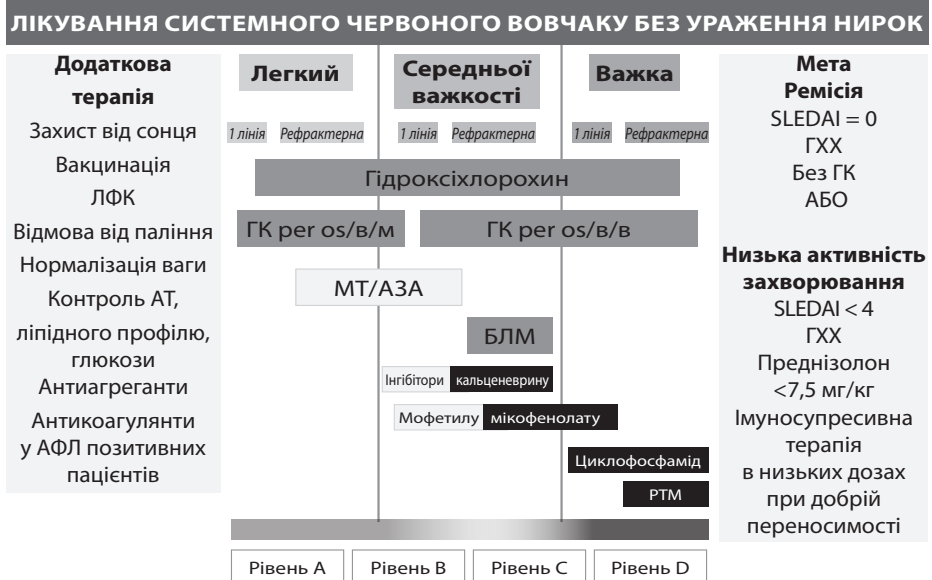 ЛІКУВАННЯ СИСТЕМНОГО ЧЕРВОНОГО ВОВЧАКУ БЕЗ УРАЖЕННЯ НИРОК
Додаткова
терапія
Захист від сонця
Вакцинація
ЛФК
Відмова від паління
Нормалізація ваги
Контроль АТ,
ліпідного профілю,
глюкози
Антиагреганти
Антикоагулянти
у АФЛ позитивних
пацієнтів
Легкий
Середньої
важкості
Важка
1 лінія Рефрактерна
1 лінія Рефрактерна
1 лінія Рефрактерна
Гідроксіхлорохин
ГК per os/в/м
ГК per os/в/в
МТ/АЗА
БЛМ
Інгібітори кальценеврину
Мофетилу мікофенолату
Циклофосфамід
РТМ
Рівень А
Рівень В
Рівень С
Рівень D
Мета
Ремісія
SLEDAI = 0
ГХХ
Без ГК
АБО
Низька активність
захворювання
SLEDAI < 4
ГХХ
Преднізолон
<7,5 мг/кг
Імуносупресивна
терапія
в низьких дозах
при добрій
переносимості